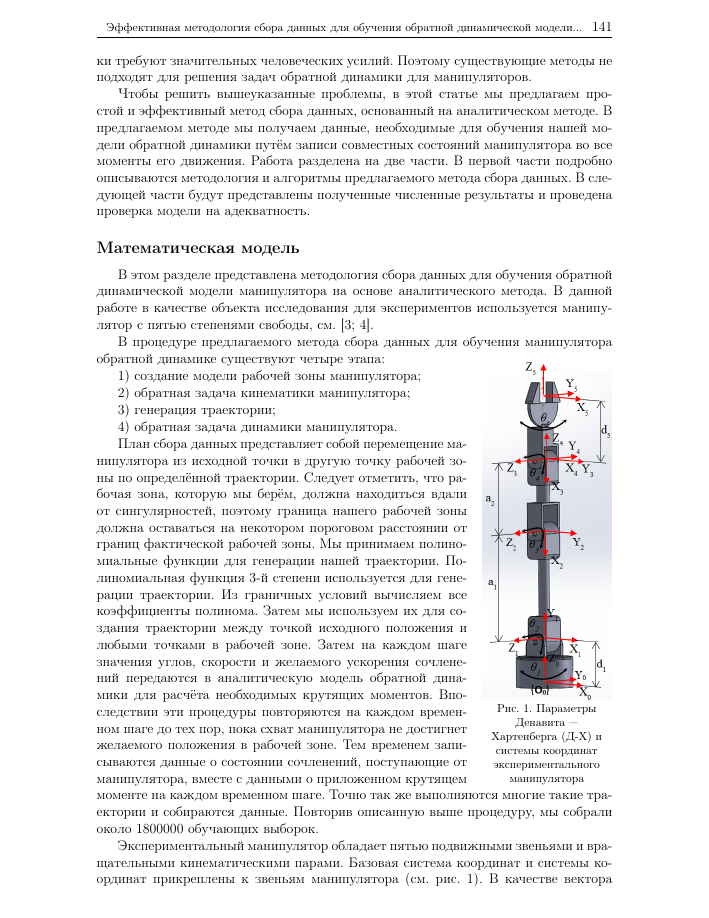 Эффективная методология сбора данных для обучения обратной динамической модели... 141
ки требуют значительных человеческих усилий. Поэтому существующие методы не
подходят для решения задач обратной динамики для манипуляторов.
Чтобы решить вышеуказанные проблемы, в этой статье мы предлагаем про-
стой и эффективный метод сбора данных, основанный на аналитическом методе. В
предлагаемом методе мы получаем данные, необходимые для обучения нашей мо-
дели обратной динамики путём записи совместных состояний манипулятора во все
моменты его движения. Работа разделена на две части. В первой части подробно
описываются методология и алгоритмы предлагаемого метода сбора данных. В сле-
дующей части будут представлены полученные численные результаты и проведена
проверка модели на адекватность.
Математическая модель
В этом разделе представлена методология сбора данных для обучения обратной
динамической модели манипулятора на основе аналитического метода. В данной
работе в качестве объекта исследования для экспериментов используется манипу-
лятор с пятью степенями свободы, см. [3; 4].
В процедуре предлагаемого метода сбора данных для обучения манипулятора
обратной динамике существуют четыре этапа:
1) создание модели рабочей зоны манипулятора;
2) обратная задача кинематики манипулятора;
3) генерация траектории;
4) обратная задача динамики манипулятора.
План сбора данных представляет собой перемещение ма-
нипулятора из исходной точки в другую точку рабочей зо-
ны по определённой траектории. Следует отметить, что ра-
бочая зона, которую мы берём, должна находиться вдали
от сингулярностей, поэтому граница нашего рабочей зоны
должна оставаться на некотором пороговом расстоянии от
границ фактической рабочей зоны. Мы принимаем полино-
миальные функции для генерации нашей траектории. По-
линомиальная функция 3-й степени используется для гене-
рации траектории. Из граничных условий вычисляем все
коэффициенты полинома. Затем мы используем их для со-
здания траектории между точкой исходного положения и
любыми точками в рабочей зоне. Затем на каждом шаге
значения углов, скорости и желаемого ускорения сочлене-
ний передаются в аналитическую модель обратной дина-
мики для расчёта необходимых крутящих моментов. Впо-
следствии эти процедуры повторяются на каждом времен-
ном шаге до тех пор, пока схват манипулятора не достигнет
желаемого положения в рабочей зоне. Тем временем запи-
сываются данные о состоянии сочленений, поступающие от
манипулятора, вместе с данными о приложенном крутящем
моменте на каждом временном шаге. Точно так же выполняются многие такие тра-
ектории и собираются данные. Повторив описанную выше процедуру, мы собрали
около 1800000 обучающих выборок.
Экспериментальный манипулятор обладает пятью подвижными звеньями и вра-
щательными кинематическими парами. Базовая система координат и системы ко-
ординат прикреплены к звеньям манипулятора (см. рис. 1). В качестве вектора
Z5
Y5
X5
d5
Z4
Y4
Z3
θ4
X4 Y3
X3
a2
Z2
θ3
Y2
X2
a1
Y1
θ2
Z1
X1
Z0
d1
θ1
Y0
{O0}
X0
Рис. 1. Параметры
Денавита —
Хартенберга (Д-Х) и
системы координат
экспериментального
манипулятора